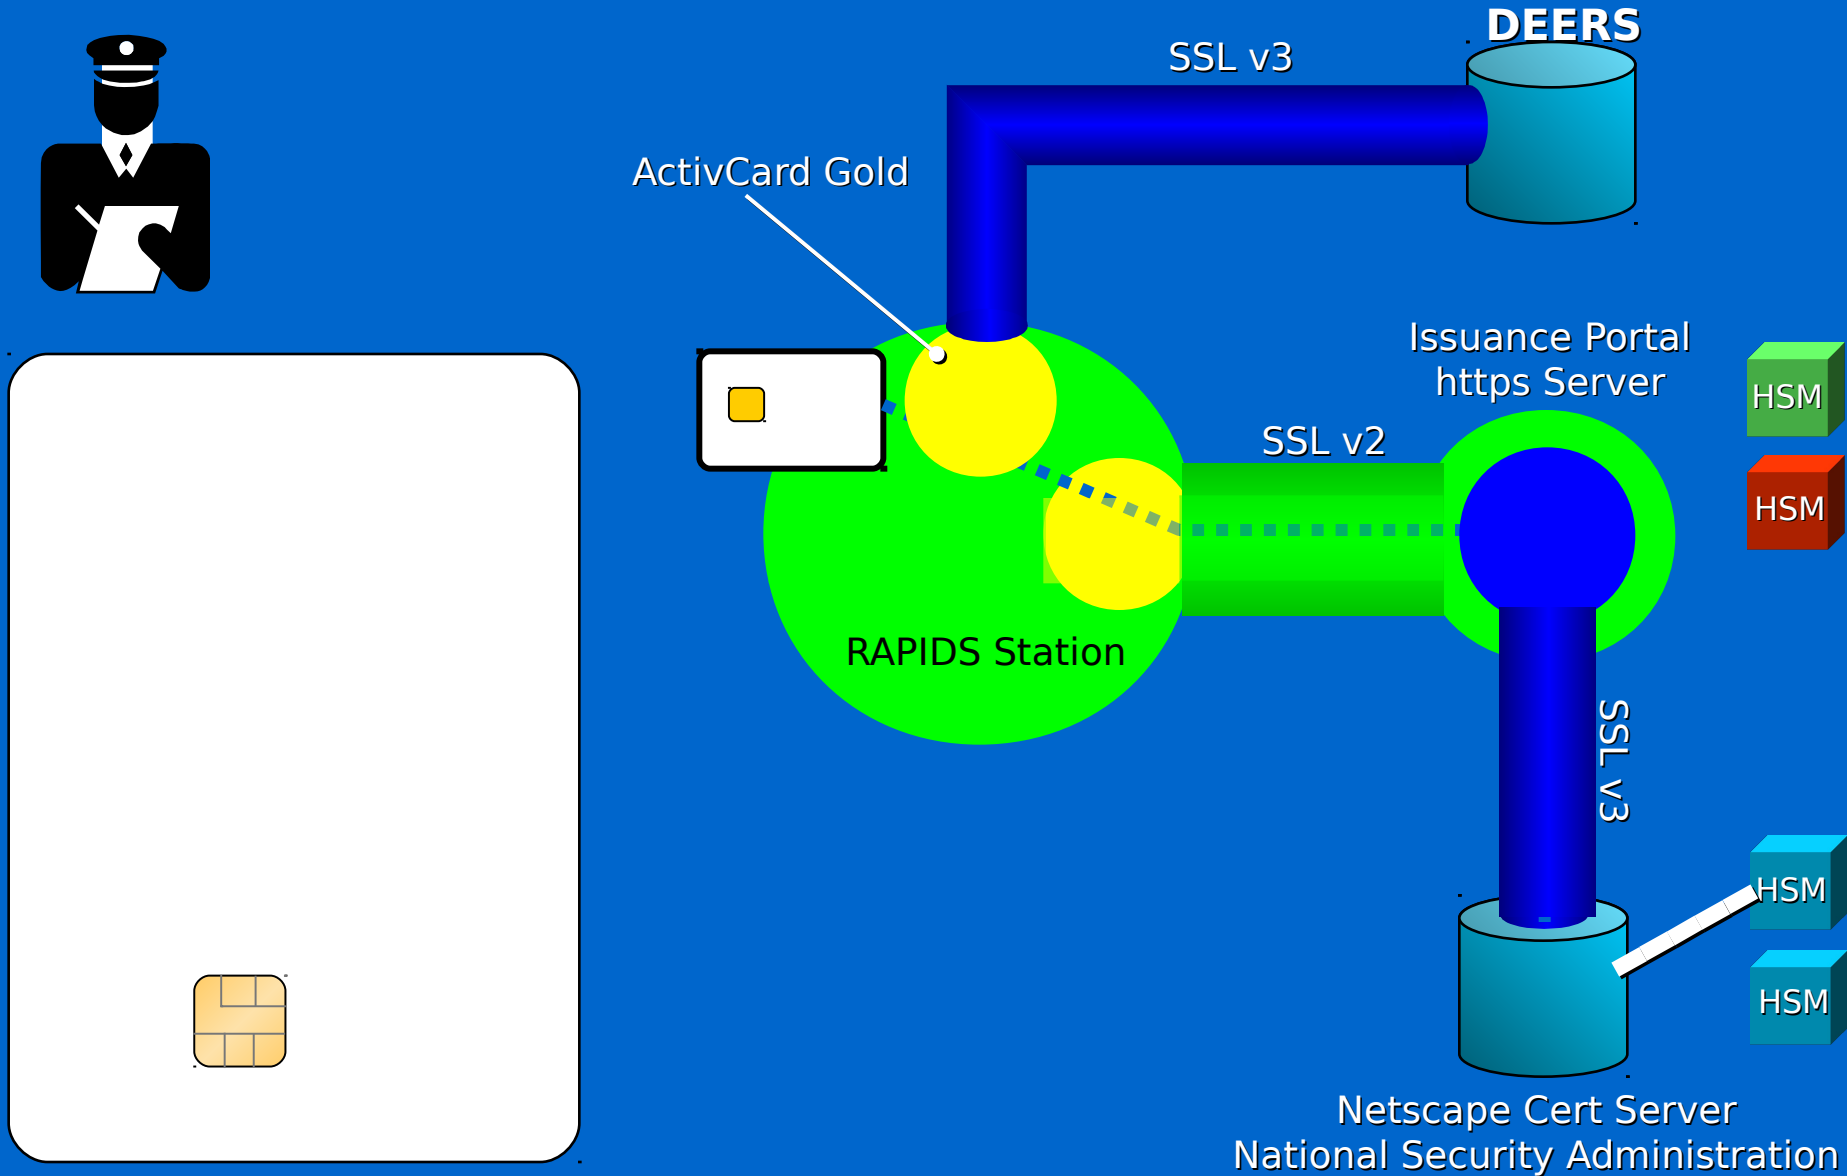 DEERS
SSL v3
ActivCard Gold
Issuance Portal
https Server
HSM
SSL v2
HSM
RAPIDS Station
SSL v3
HSM
HSM
Netscape Cert Server
National Security Administration